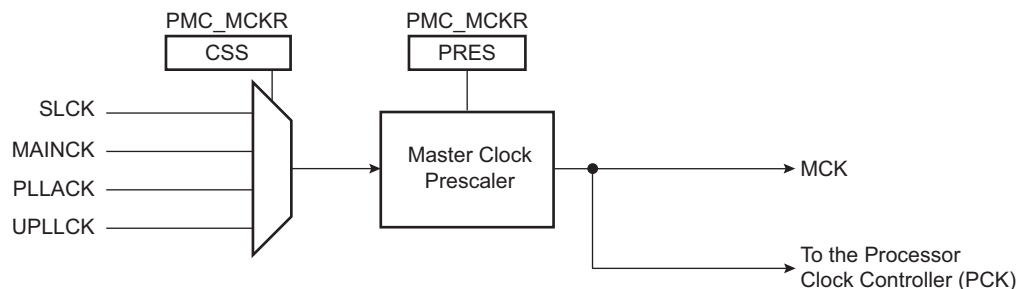 PMC_MCKR
PMC_MCKR
CSS
PRES
SLCK
MAINCK
PLLACK
UPLLCK
Master Clock
Prescaler
MCK
To the Processor
Clock Controller (PCK)